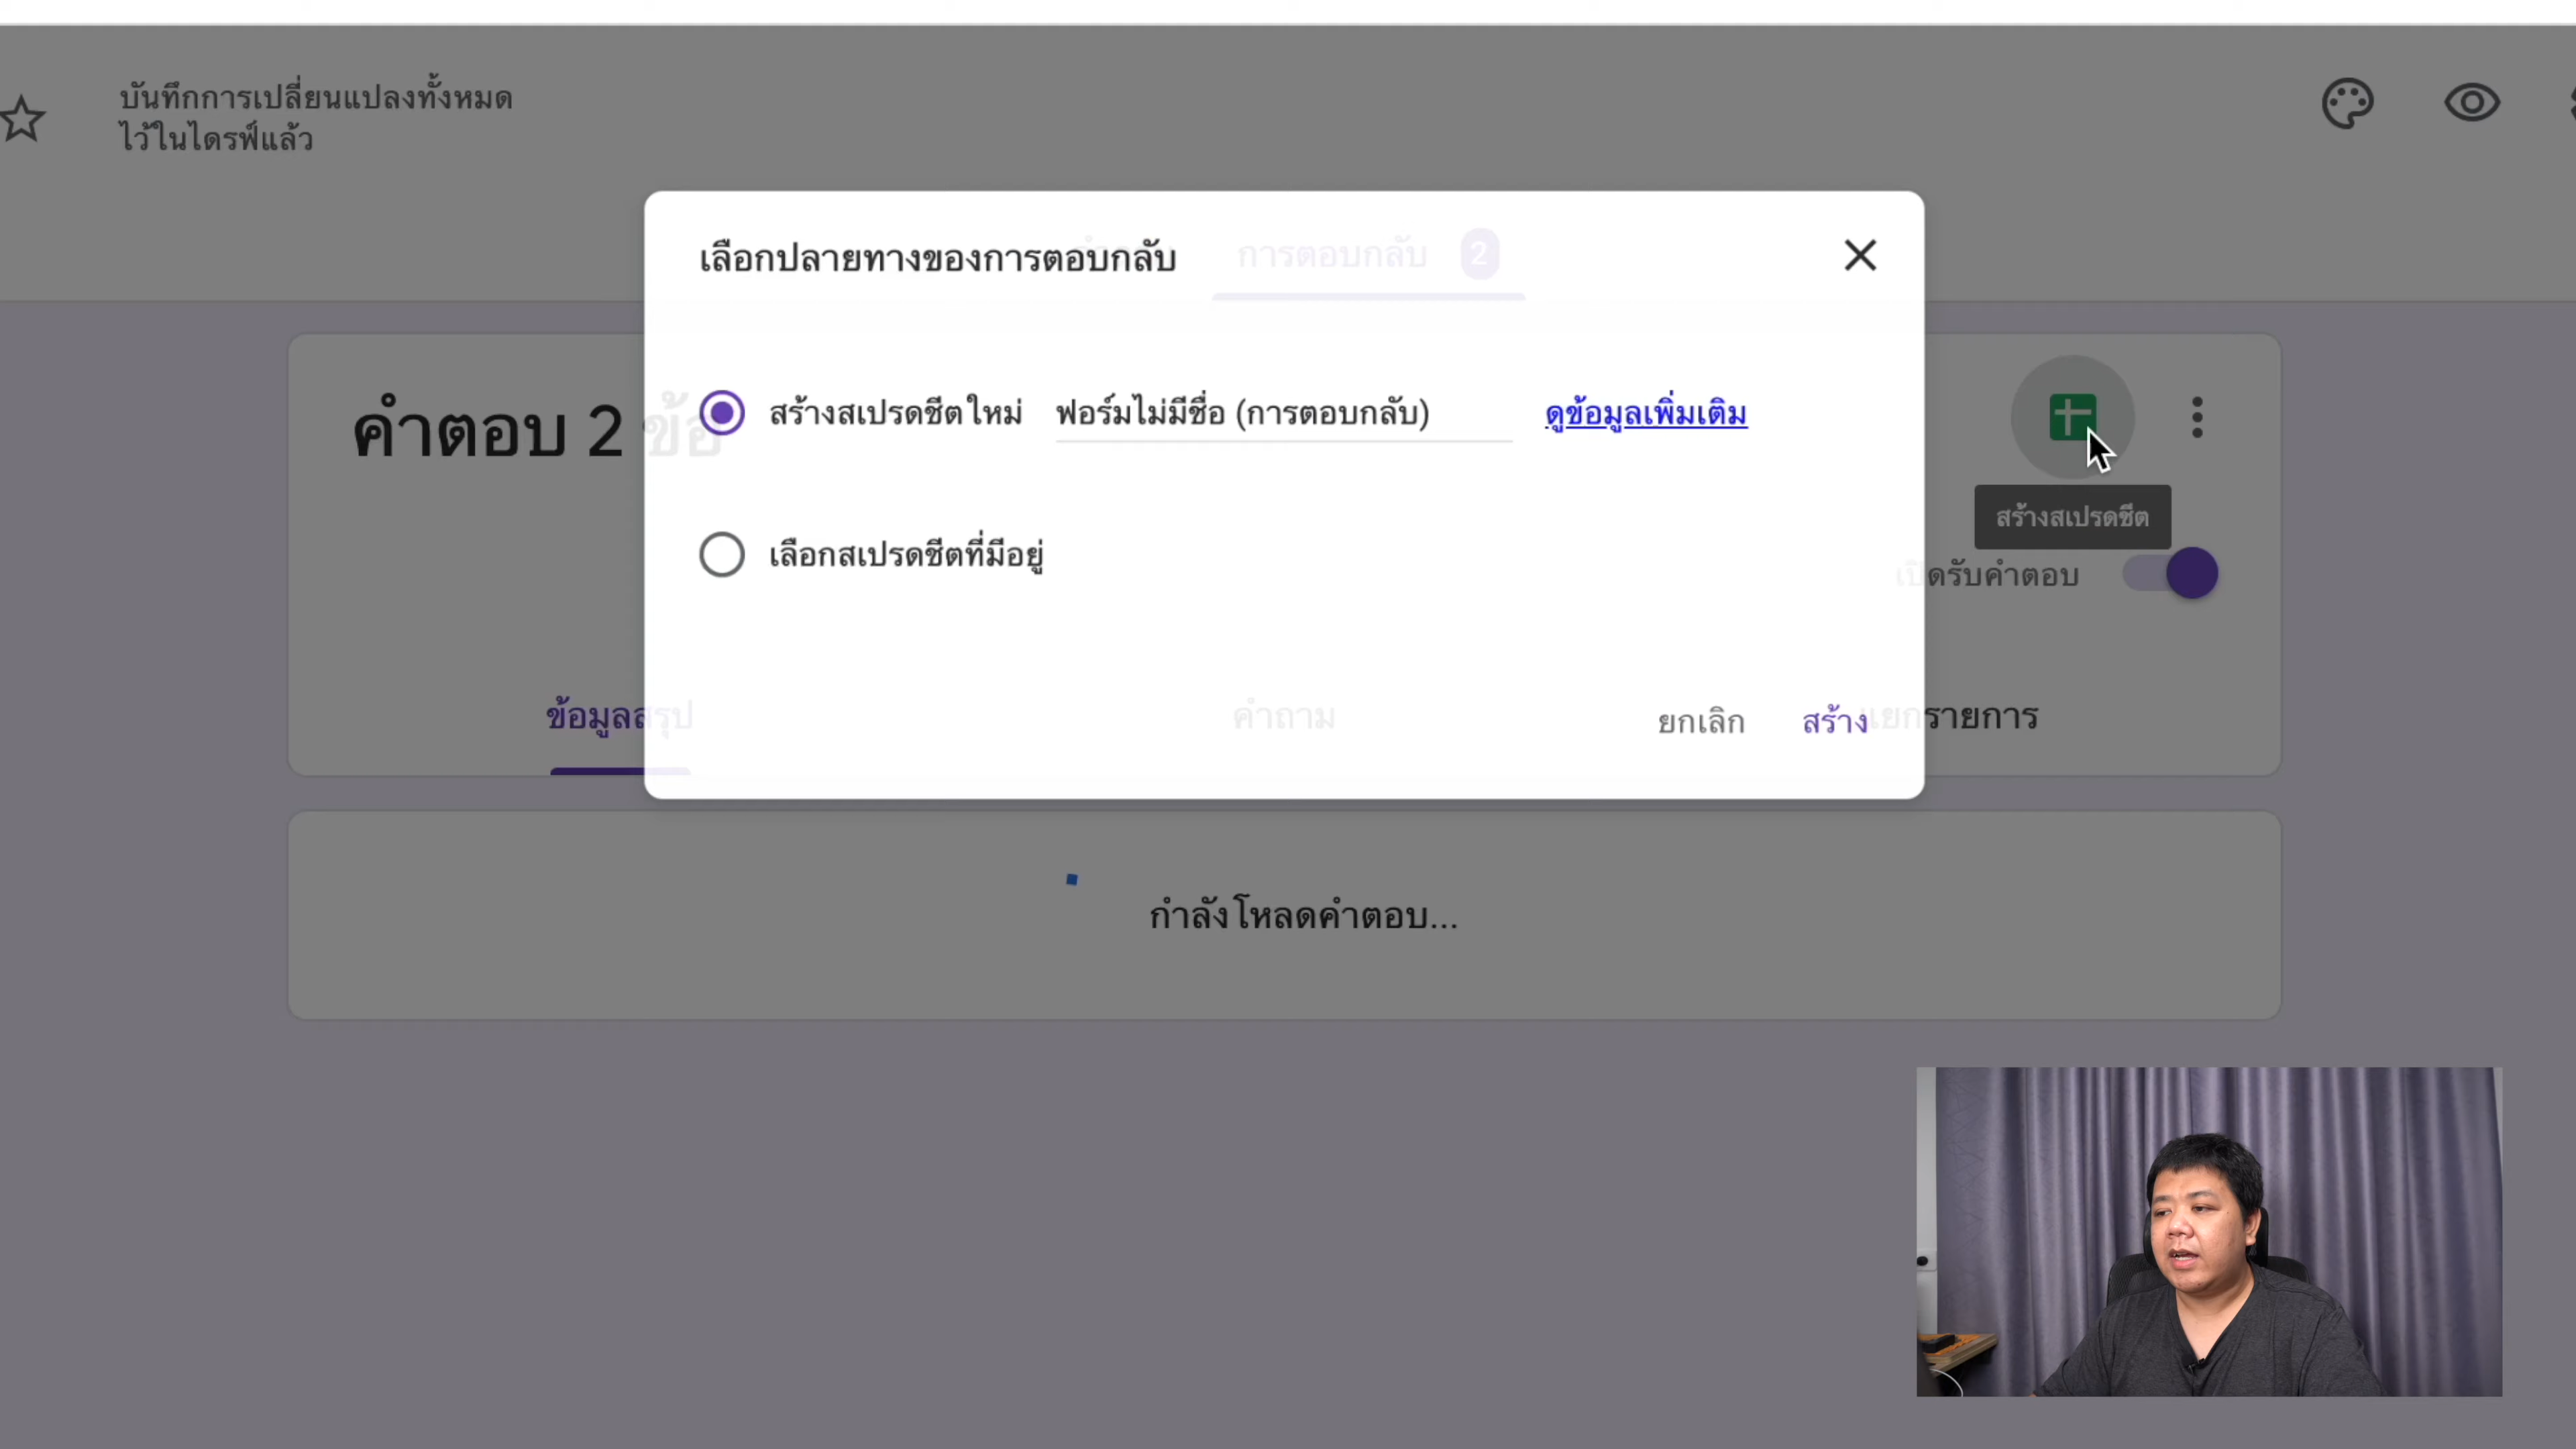 บันทึกการเปลี่ยนแปลงทั้งหมด
ไว้ในไดรฟ์แล้ว
เลือกปลายทางของการตอบกลับ
การตอบกลับ 2
คำตอบ 2 ข้อ
สร้างสเปรดชีตใหม่ ฟอร์มไม่มีชื่อ (การตอบกลับ) ดูข้อมูลเพิ่มเติม
สร้างสเปรดชีต
เลือกสเปรดชีตที่มีอยู่
เปิดรับคำตอบ
ข้อมูลสรุป คำถาม แยกรายการ
ยกเลิก สร้าง
กำลังโหลดคำตอบ...